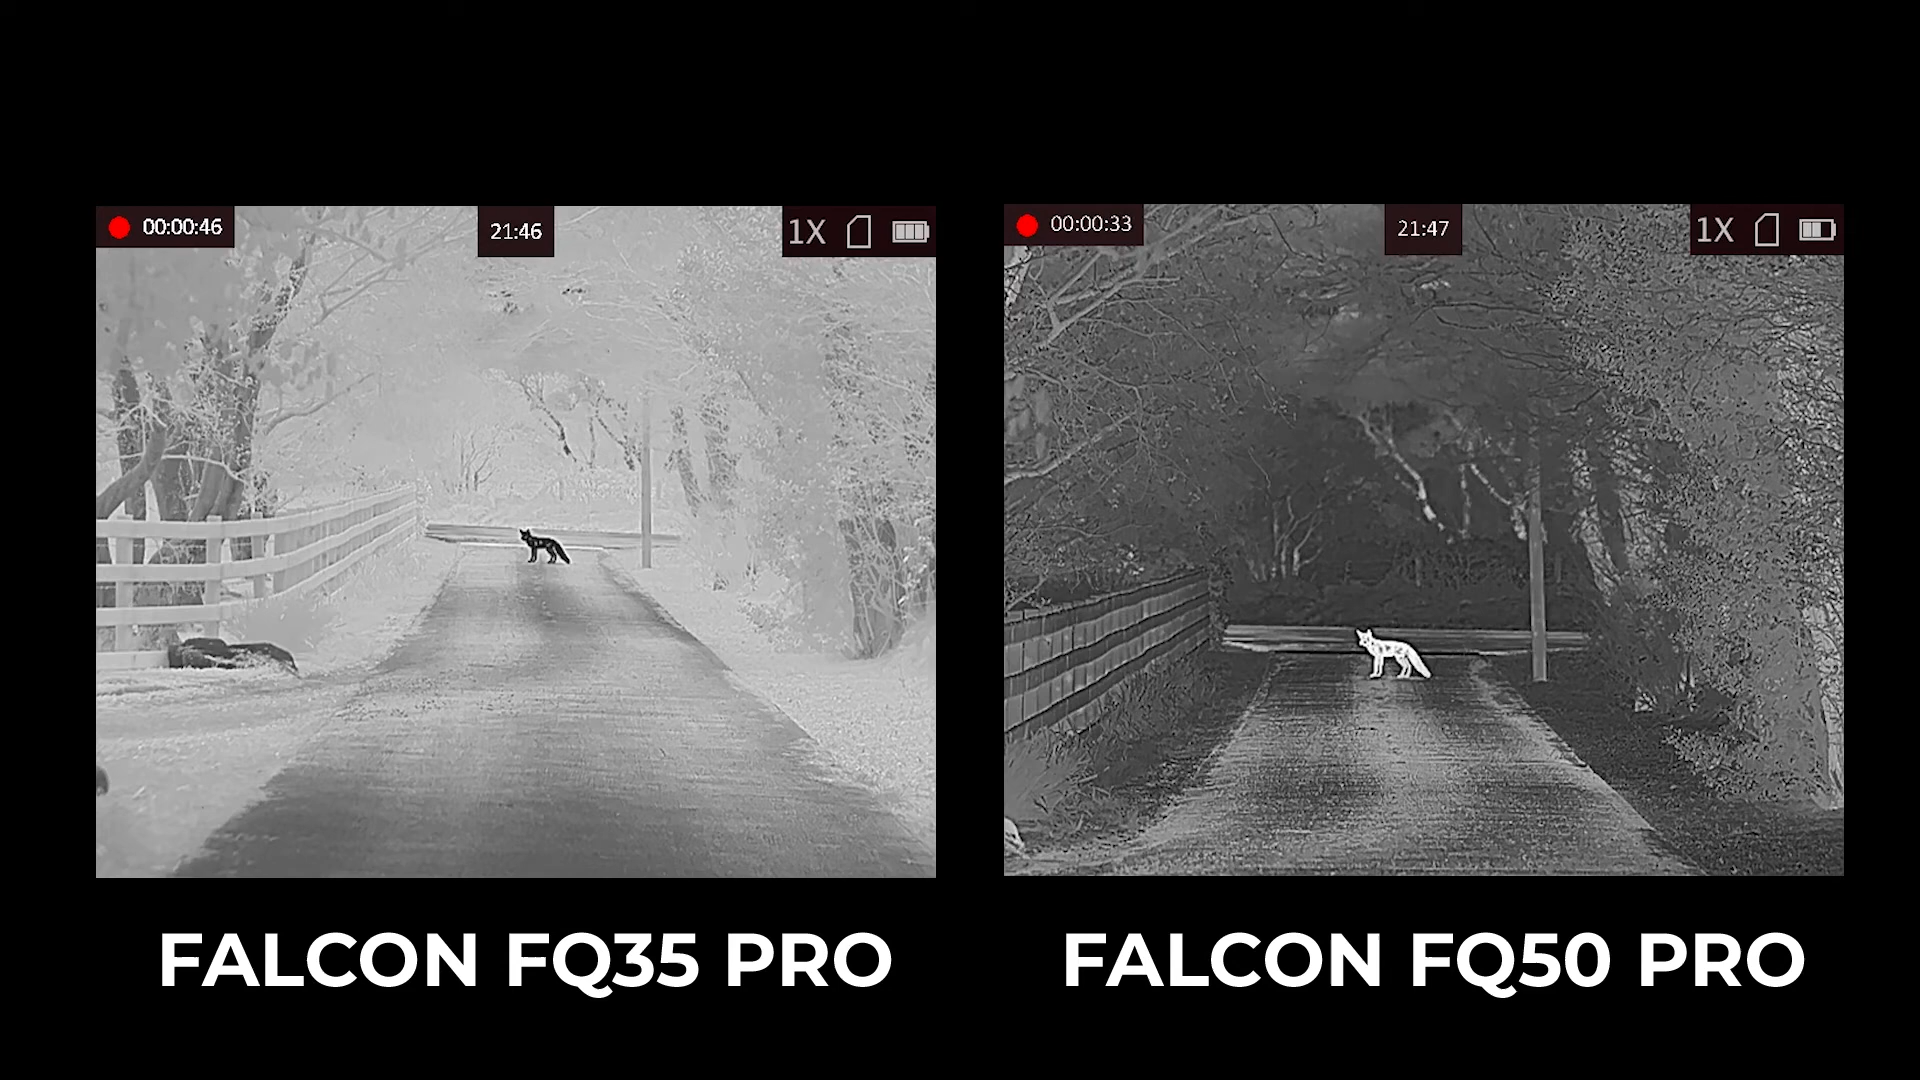 00:00:46
21:46
1X
00:00:33
21:47
1X
FALCON FQ35 PRO
FALCON FQ50 PRO